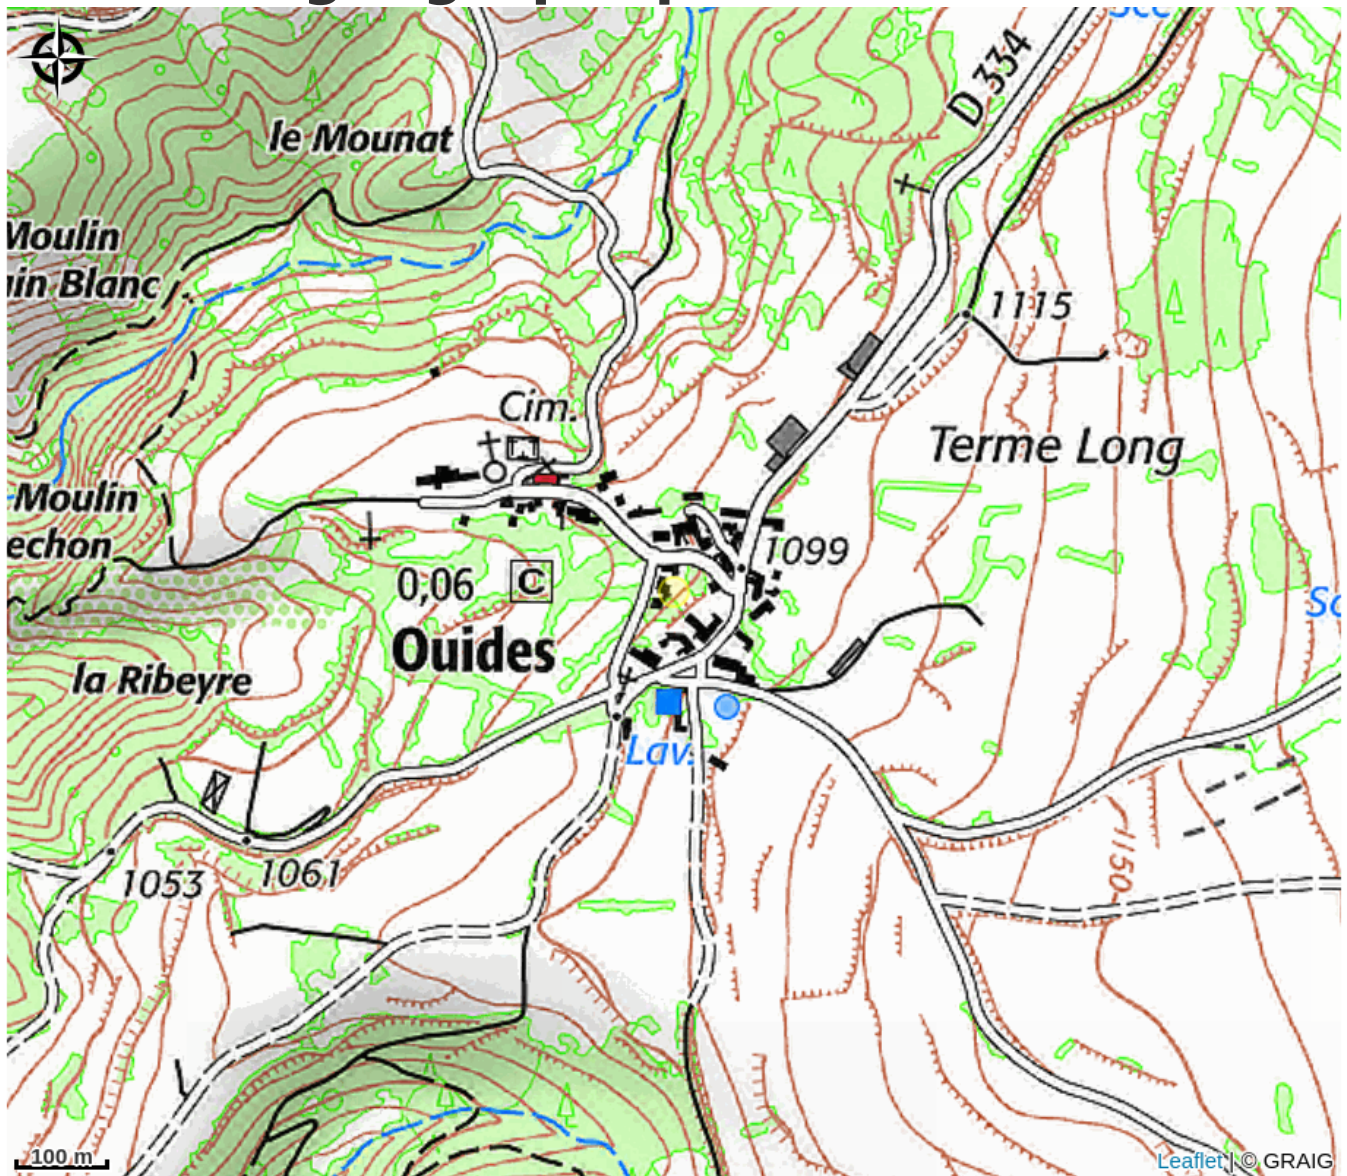 D 334
le Mounat
Moulin
in Blanc
1115
Cim.
Terme Long
Moulin
echon
1099
0,06 C
Ouides
la Ribeyre
Lav.
1053
1061
1150
100 m
Leaflet | © GRAIG